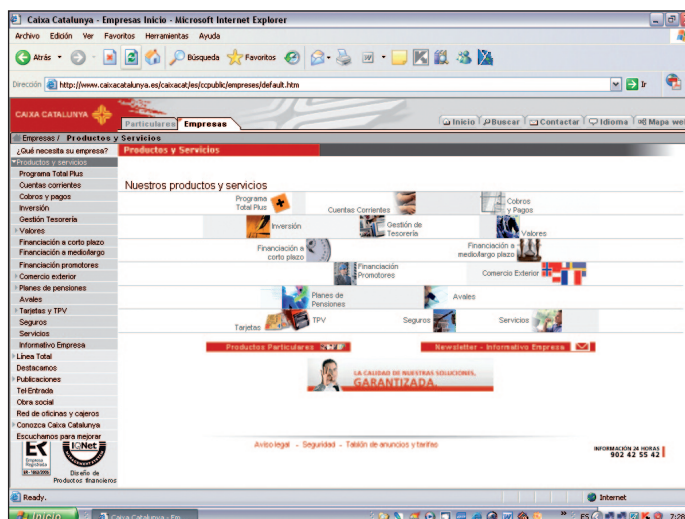 Caixa Catalunya - Empresas Inicio - Microsoft Internet Explorer
Archivo Edición Ver Favoritos Herramientas Ayuda
Atrás Búsqueda Favoritos
Dirección http://www.caixacatalunya.es/caixacat/es/ccpublic/empreses/default.htm Ir
CAIXA CATALUNYA
Particulares Empresas
Inicio Buscar Contactar Idioma Mapa web
Empresas / Productos y Servicios
¿Qué necesita su empresa?
Productos y servicios
Programa Total Plus
Cuentas corrientes
Cobros y pagos
Inversión
Gestión Tesorería
Valores
Financiación a corto plazo
Financiación a medio/largo
Financiación promotores
Comercio exterior
Planes de pensiones
Avales
Tarjetas y TPV
Seguros
Servicios
Informativo Empresa
Línea Total
Destacamos
Publicaciones
Tel·Entrada
Obra social
Red de oficinas y cajeros
Conozca Caixa Catalunya
Escuchamos para mejorar
ER
Empresa
Registrada
IQNet
Diseño de
Productos financieros
Productos y Servicios
Nuestros productos y servicios
Programa
Total Plus
Cuentas Corrientes
Cobros
y Pagos
Inversión
Gestión de
Tesorería
Valores
Financiación a
corto plazo
Financiación a
medio/largo plazo
Financiación
Promotores
Comercio Exterior
Planes de
Pensiones
Avales
Tarjetas
TPV
Seguros
Servicios
Productos Particulares
Newsletter - Informativo Empresa
LA CALIDAD DE NUESTRAS SOLUCIONES,
GARANTIZADA.
Aviso legal - Seguridad - Tablón de anuncios y tarifas
INFORMACIÓN 24 HORAS
902 42 55 42
Ready. Internet
Inicio Caixa Catalunya - Em... ES 7:28